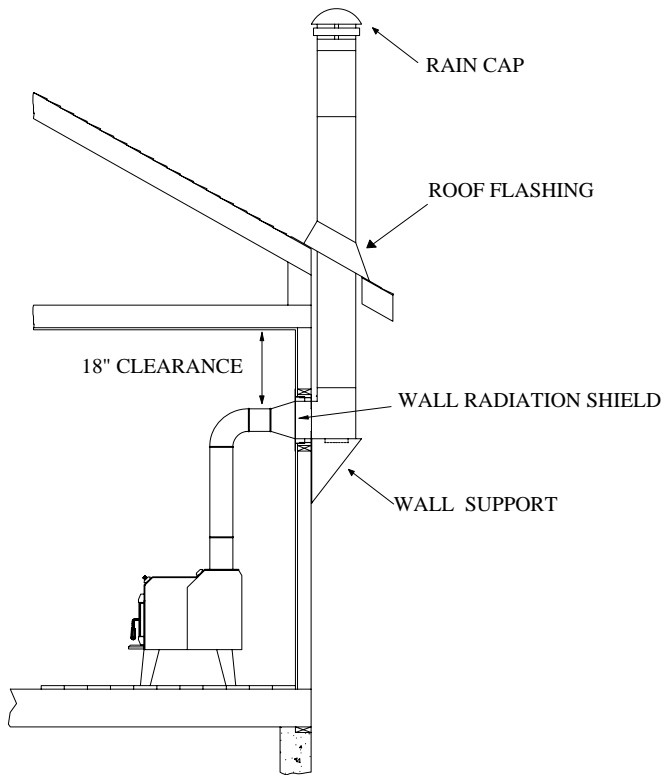 RAIN CAP
ROOF FLASHING
18" CLEARANCE
WALL RADIATION SHIELD
WALL SUPPORT